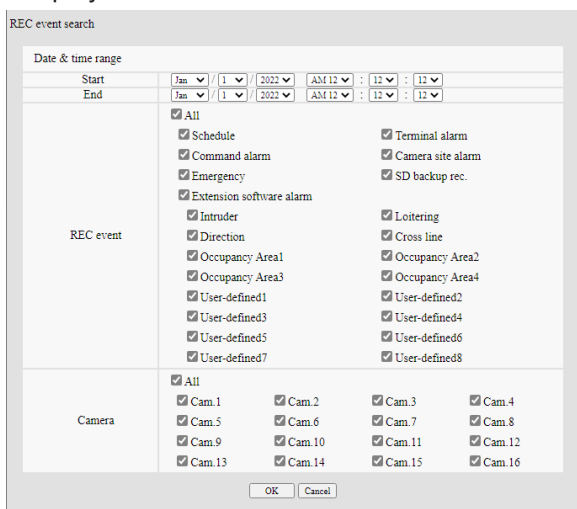 REC event search
Date & time range
Start Jan / 1 / 2022 AM 12 : 12 : 12
End Jan / 1 / 2022 AM 12 : 12 : 12
All
Schedule Terminal alarm
Command alarm Camera site alarm
Emergency SD backup rec.
Extension software alarm
Intruder Loitering
REC event Direction Cross line
Occupancy Area1 Occupancy Area2
Occupancy Area3 Occupancy Area4
User-defined1 User-defined2
User-defined3 User-defined4
User-defined5 User-defined6
User-defined7 User-defined8
All
Cam.1 Cam.2 Cam.3 Cam.4
Camera Cam.5 Cam.6 Cam.7 Cam.8
Cam.9 Cam.10 Cam.11 Cam.12
Cam.13 Cam.14 Cam.15 Cam.16
OK Cancel